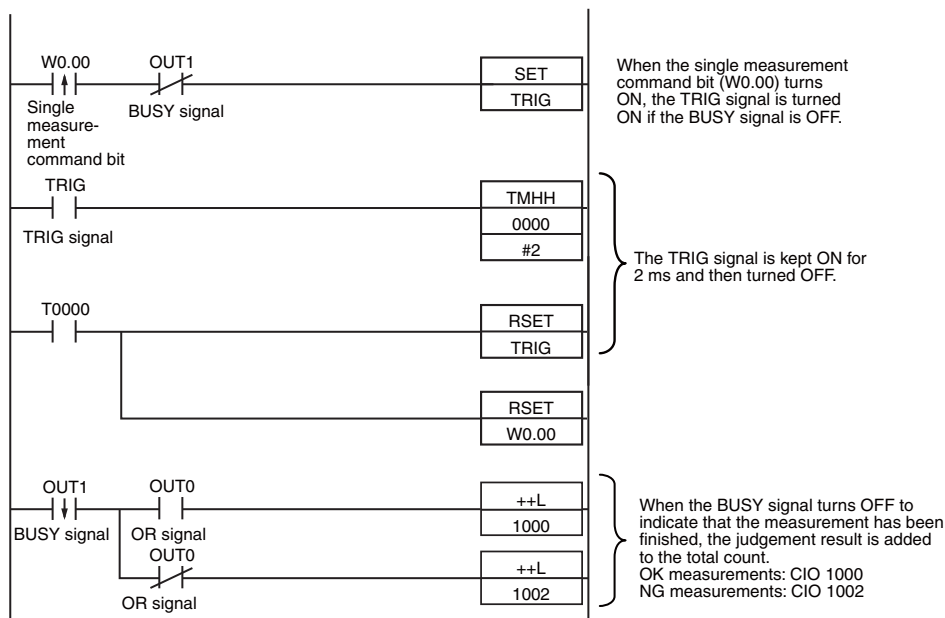 W0.00
OUT1
SET
TRIG
Single
measure-
ment
command bit
BUSY signal
When the single measurement
command bit (W0.00) turns
ON, the TRIG signal is turned
ON if the BUSY signal is OFF.
TRIG
TRIG signal
TMHH
0000
#2
The TRIG signal is kept ON for
2 ms and then turned OFF.
T0000
RSET
TRIG
RSET
W0.00
OUT1
BUSY signal
OUT0
OR signal
++L
1000
OUT0
OR signal
++L
1002
When the BUSY signal turns OFF to
indicate that the measurement has been
finished, the judgement result is added
to the total count.
OK measurements: CIO 1000
NG measurements: CIO 1002